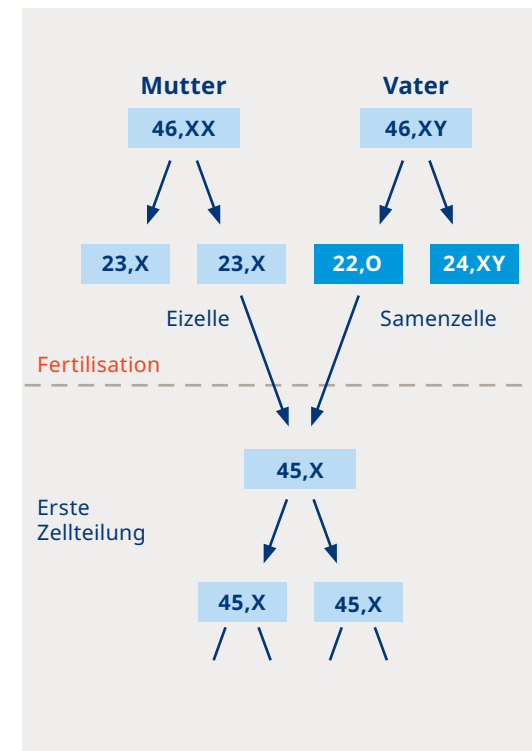 Mutter
Vater
46,XX
46,XY
23,X
23,X
22,O
24,XY
Eizelle
Samenzelle
Fertilisation
45,X
Erste
Zellteilung
45,X
45,X